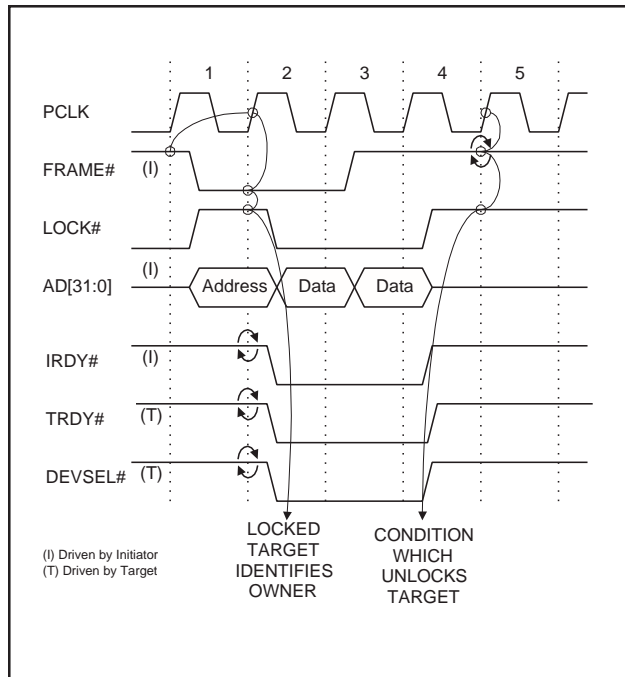 1 2 3 4 5
PCLK
FRAME# (I)
LOCK#
AD[31:0] (I) Address Data Data
IRDY# (I)
TRDY# (T)
DEVSEL# (T)
LOCKED
TARGET
IDENTIFIES
OWNER
CONDITION
WHICH
UNLOCKS
TARGET
(I) Driven by Initiator
(T) Driven by Target